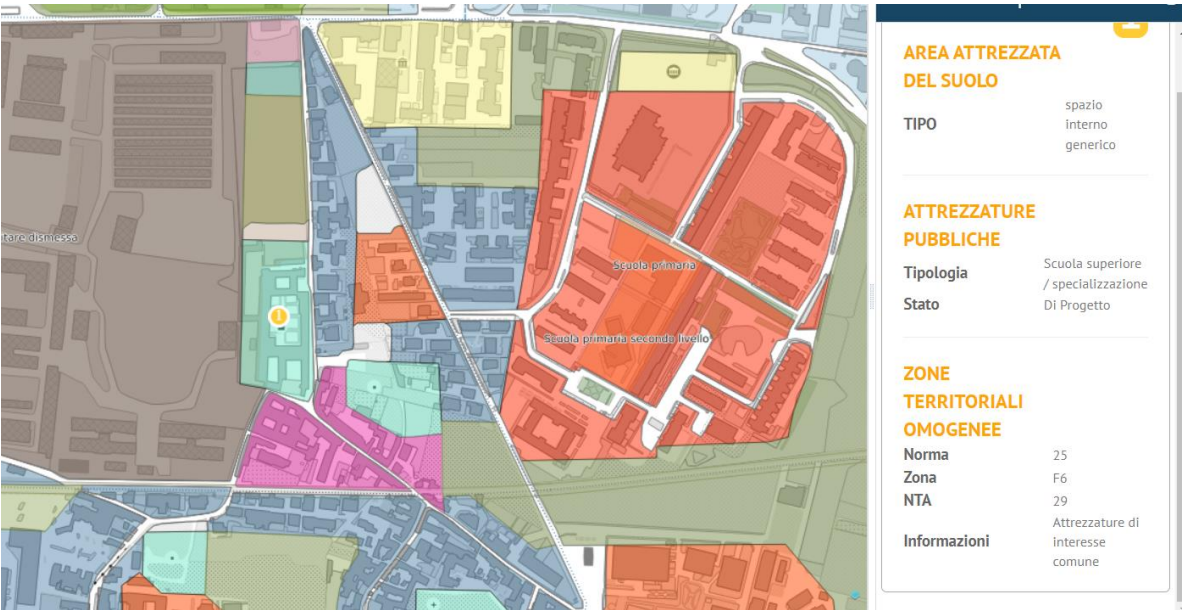 itare dismessa
Scuola primaria
Scuola primaria secondo livello
AREA ATTREZZATA
DEL SUOLO
TIPO
spazio
interno
generico
ATTREZZATURE
PUBBLICHE
Tipologia
Scuola superiore
/ specializzazione
Stato
Di Progetto
ZONE
TERRITORIALI
OMOGENEE
Norma
25
Zona
F6
NTA
29
Informazioni
Attrezzature di
interesse
comune